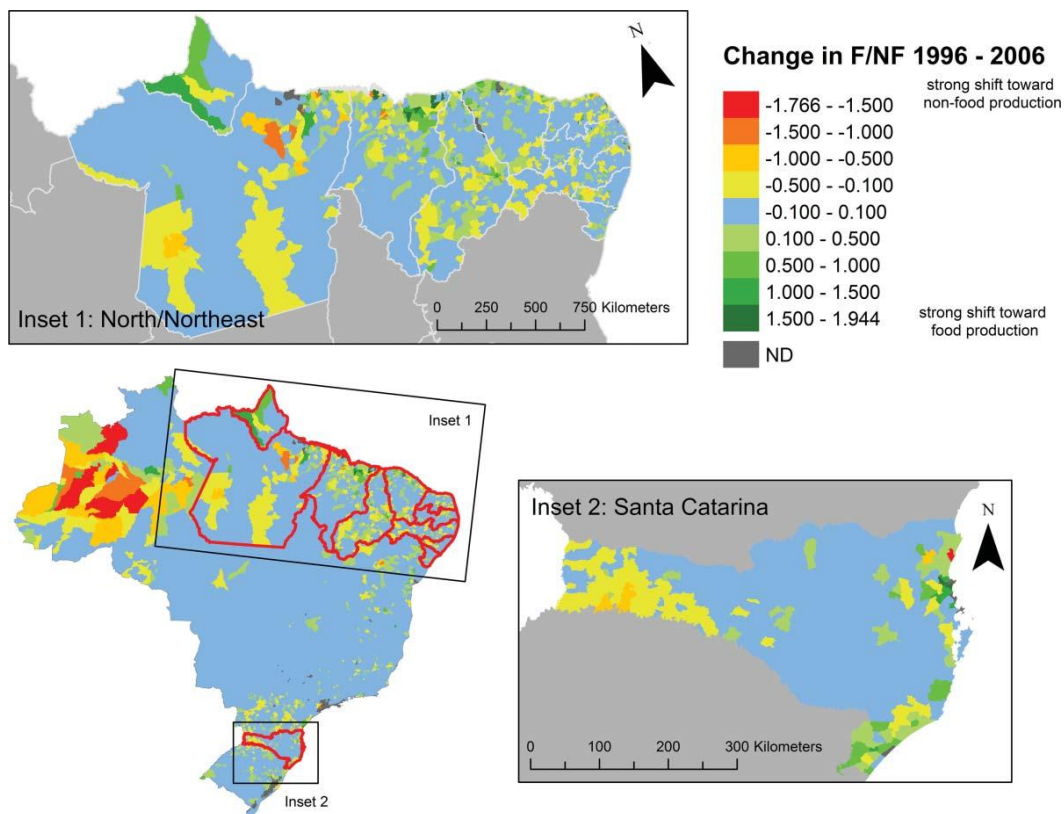 N
Inset 1: North/Northeast
0 250 500 750 Kilometers
Change in F/NF 1996 - 2006
strong shift toward
non-food production
-1.766 - -1.500
-1.500 - -1.000
-1.000 - -0.500
-0.500 - -0.100
-0.100 - 0.100
0.100 - 0.500
0.500 - 1.000
1.000 - 1.500
1.500 - 1.944
strong shift toward
food production
ND
Inset 1
Inset 2
Inset 2: Santa Catarina
N
0 100 200 300 Kilometers